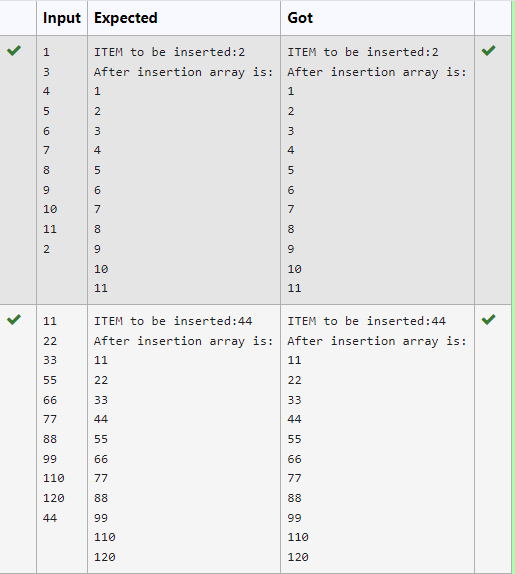 Input Expected Got
1 ITEM to be inserted:2 ITEM to be inserted:2
3 After insertion array is: After insertion array is:
4 1 1
5 2 2
6 3 3
7 4 4
8 5 5
9 6 6
10 7 7
11 8 8
2 9 9
10 10
11 11
11 ITEM to be inserted:44 ITEM to be inserted:44
22 After insertion array is: After insertion array is:
33 11 11
55 22 22
66 33 33
77 44 44
88 55 55
99 66 66
110 77 77
120 88 88
44 99 99
110 110
120 120